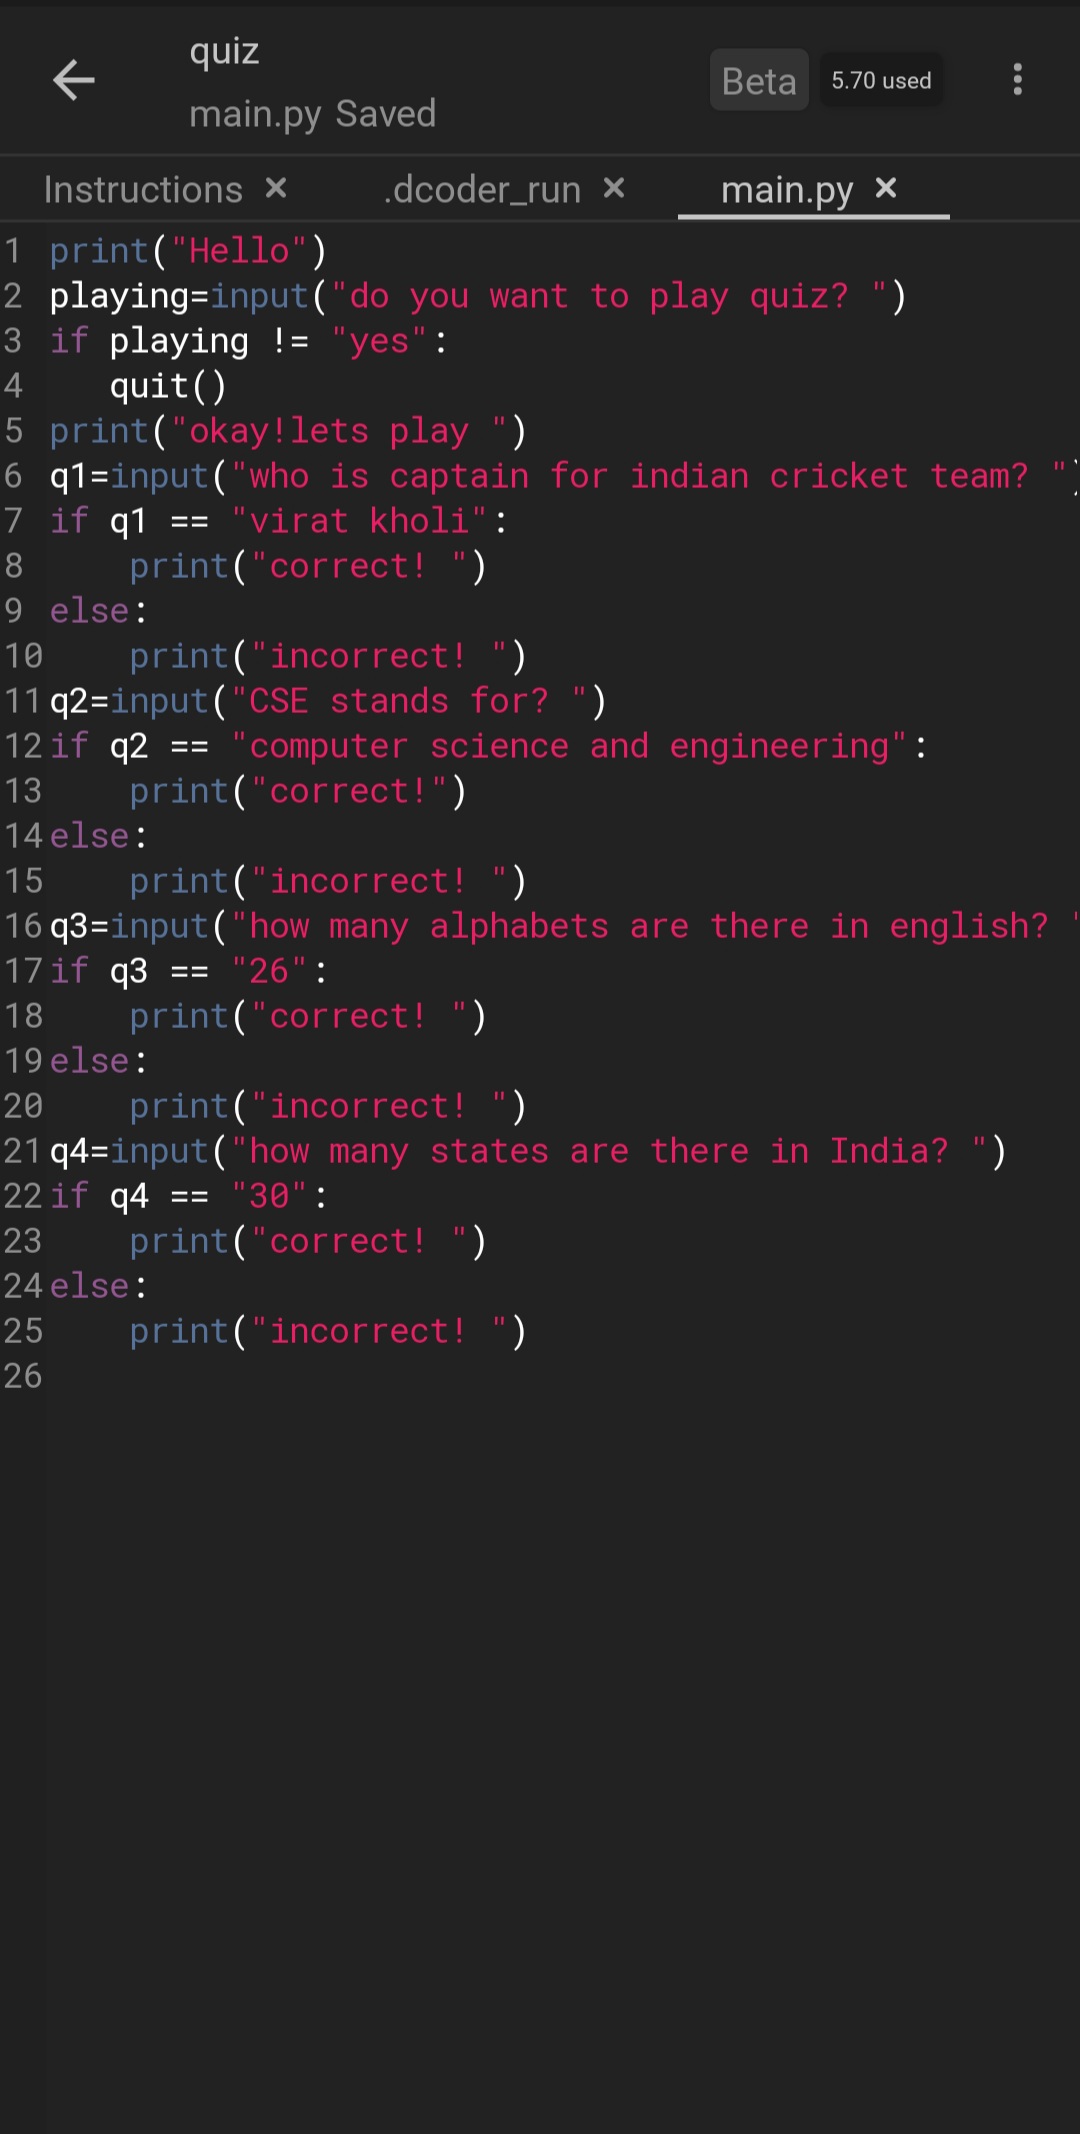 quiz
main.py Saved
Beta
5.70 used
Instructions ×
.dcoder_run ×
main.py ×
1 print("Hello")
2 playing=input("do you want to play quiz? ")
3 if playing != "yes":
4    quit()
5 print("okay!lets play ")
6 q1=input("who is captain for indian cricket team? ")
7 if q1 == "virat kholi":
8     print("correct! ")
9 else:
10     print("incorrect! ")
11 q2=input("CSE stands for? ")
12 if q2 == "computer science and engineering":
13     print("correct!")
14 else:
15     print("incorrect! ")
16 q3=input("how many alphabets are there in english? "
17 if q3 == "26":
18     print("correct! ")
19 else:
20     print("incorrect! ")
21 q4=input("how many states are there in India? ")
22 if q4 == "30":
23     print("correct! ")
24 else:
25     print("incorrect! ")
26